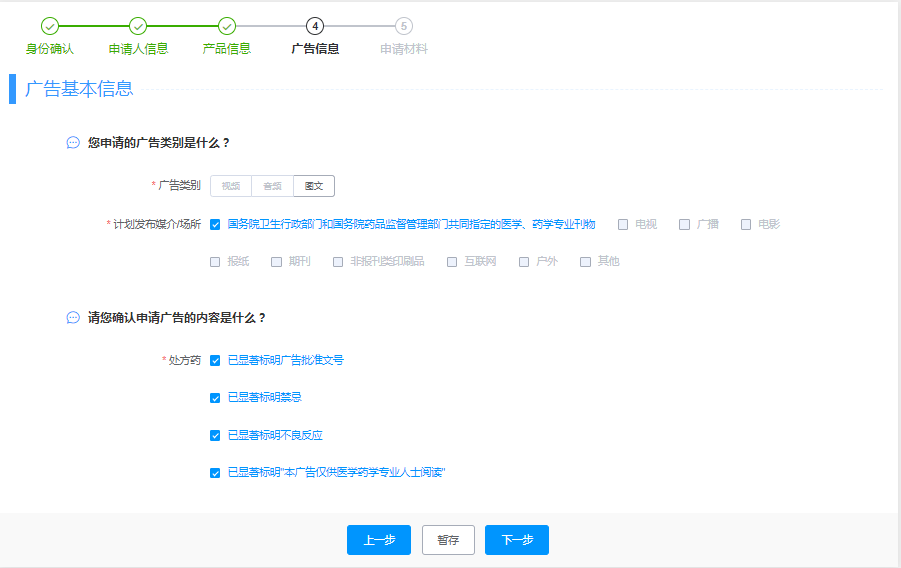 4 5
身份确认 申请人信息 产品信息 广告信息 申请材料
广告基本信息
您申请的广告类别是什么？
* 广告类别 视频 音频 图文
* 计划发布媒介/场所 国务院卫生行政部门和国务院药品监督管理部门共同指定的医学、药学专业刊物 电视 广播 电影
报纸 期刊 非报刊类印刷品 互联网 户外 其他
请您确认申请广告的内容是什么？
* 处方药 已显著标明广告批准文号
已显著标明禁忌
已显著标明不良反应
已显著标明"本广告仅供医学药学专业人士阅读"
上一步 暂存 下一步